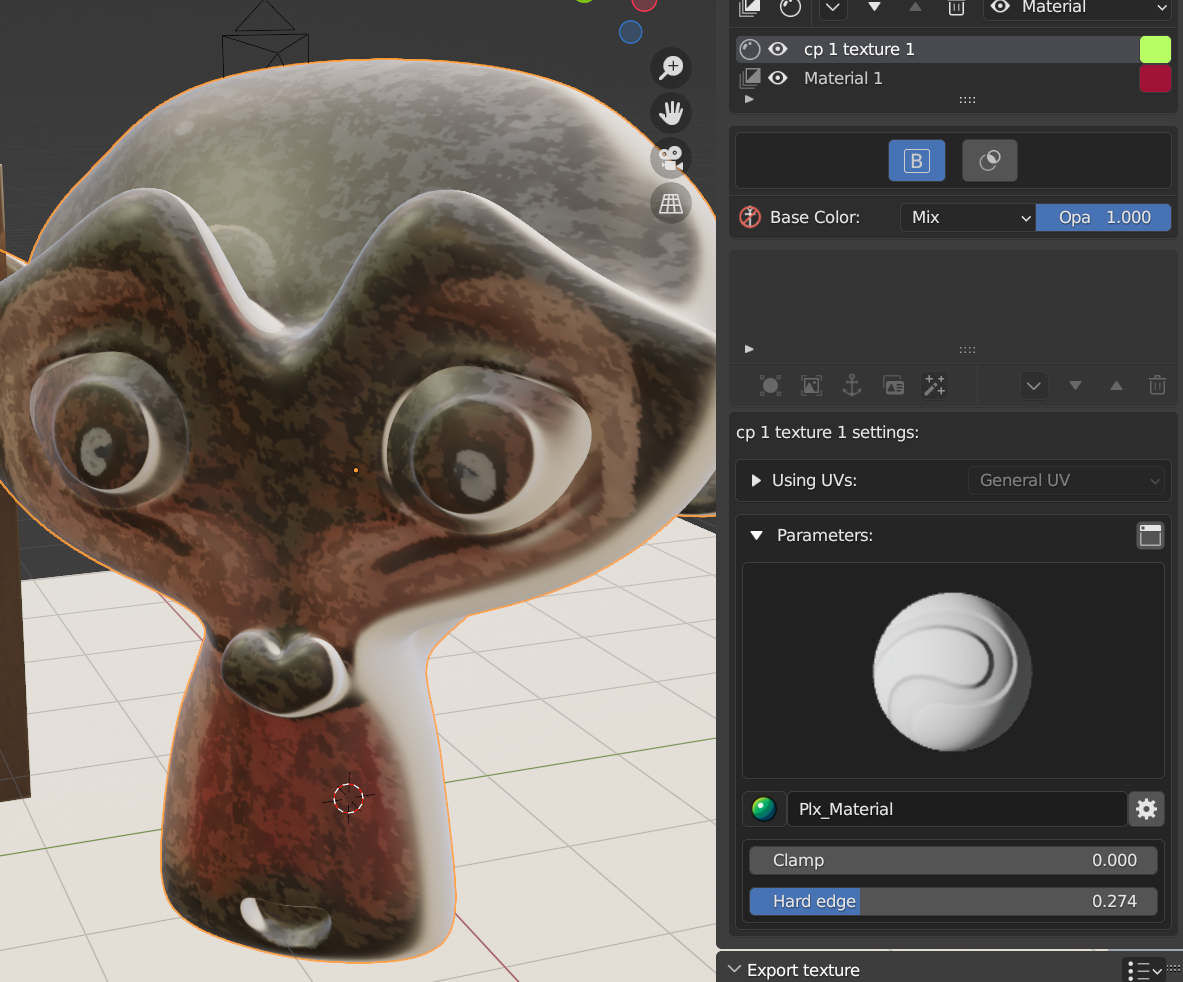 Material
cp 1 texture 1
Material 1
B
Base Color:
Mix
Opa 1.000
cp 1 texture 1 settings:
Using UVs:
General UV
Parameters:
Plx_Material
Clamp 0.000
Hard edge 0.274
Export texture